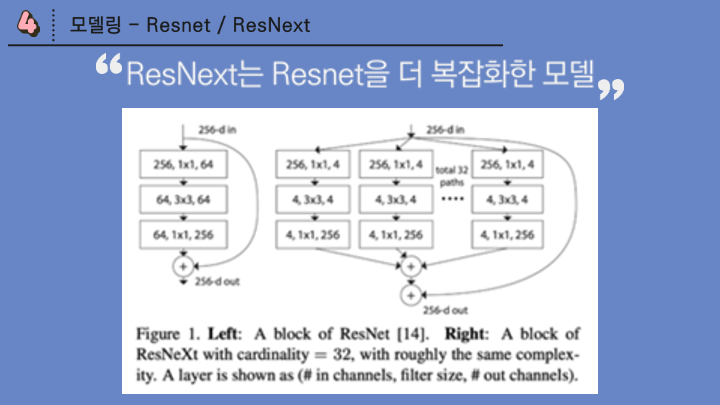 4 모델링 - Resnet / ResNext
“ResNext는 Resnet을 더 복잡화한 모델”
256-d in
256, 1x1, 64
64, 3x3, 64
64, 1x1, 256
+
256-d out
256-d in
256, 1x1, 4
256, 1x1, 4
total 32
paths
256, 1x1, 4
4, 3x3, 4
4, 3x3, 4
....
4, 3x3, 4
4, 1x1, 256
4, 1x1, 256
4, 1x1, 256
+
+
256-d out
Figure 1. Left: A block of ResNet [14]. Right: A block of
ResNeXt with cardinality = 32, with roughly the same complex-
ity. A layer is shown as (# in channels, filter size, # out channels).